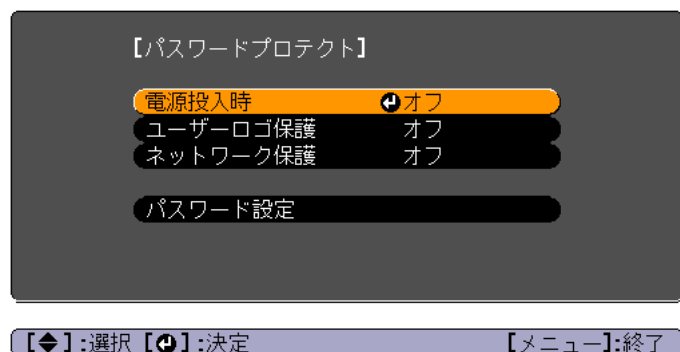 【パスワードプロテクト】
電源投入時 オフ
ユーザーロゴ保護 オフ
ネットワーク保護 オフ
パスワード設定
【◆】:選択 【⏎】:決定 【メニュー】:終了